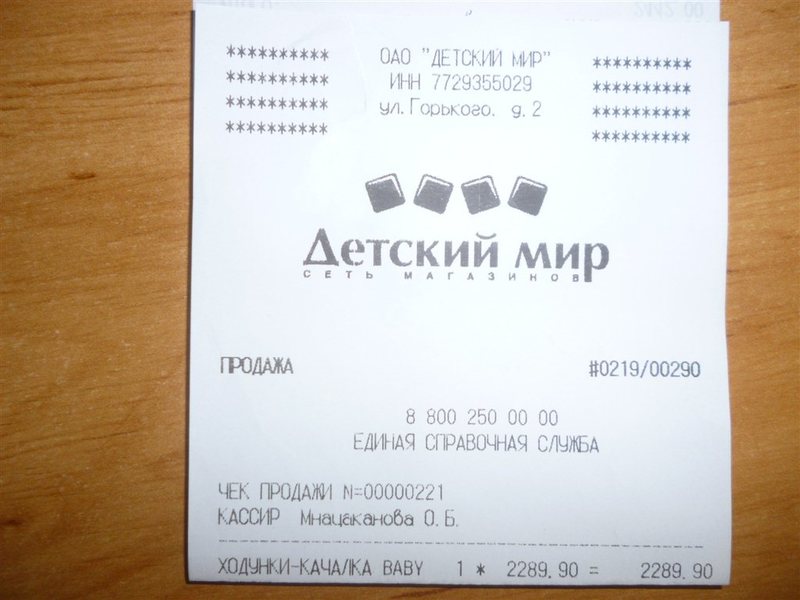 ********** ОАО "ДЕТСКИЙ МИР" **********
********** ИНН 7729355029 **********
********** ул.Горького, д.2 **********
********** **********
Детский мир
СЕТЬ МАГАЗИНОВ
ПРОДАЖА #0219/00290
8 800 250 00 00
ЕДИНАЯ СПРАВОЧНАЯ СЛУЖБА
ЧЕК ПРОДАЖИ N=00000221
КАССИР Мнацаканова О.Б.
ХОДУНКИ-КАЧАЛКА BABY 1 * 2289.90 = 2289.90